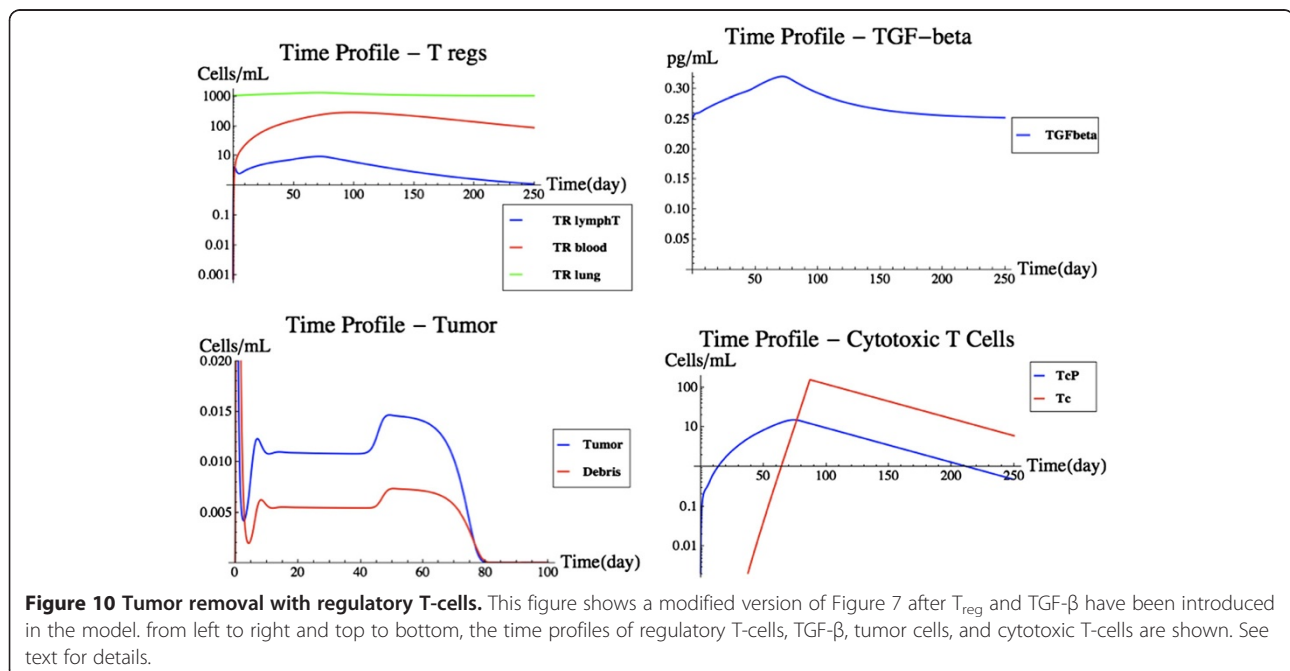 Time Profile – T regs
Cells/mL
1000
100
10
0.1
0.01
0.001
50
100
150
200
250
Time(day)
TR lymphT
TR blood
TR lung
Time Profile – TGF–beta
pg/mL
0.30
0.25
0.20
0.15
0.10
0.05
50
100
150
200
250
Time(day)
TGFbeta
Time Profile – Tumor
Cells/mL
0.020
0.015
0.010
0.005
0
20
40
60
80
100
Time(day)
Tumor
Debris
Time Profile – Cytotoxic T Cells
Cells/mL
100
10
0.1
0.01
50
100
150
200
250
Time(day)
TcP
Tc
Figure 10 Tumor removal with regulatory T-cells. This figure shows a modified version of Figure 7 after Treg and TGF-β have been introduced
in the model. from left to right and top to bottom, the time profiles of regulatory T-cells, TGF-β, tumor cells, and cytotoxic T-cells are shown. See
text for details.